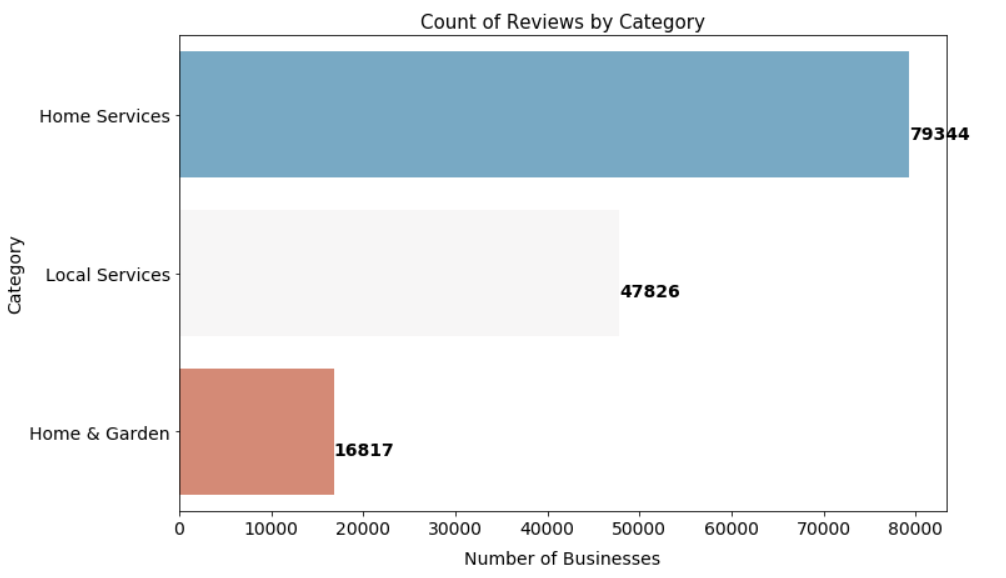 Count of Reviews by Category
Category
Home Services
79344
Local Services
47826
Home & Garden
16817
0 10000 20000 30000 40000 50000 60000 70000 80000
Number of Businesses